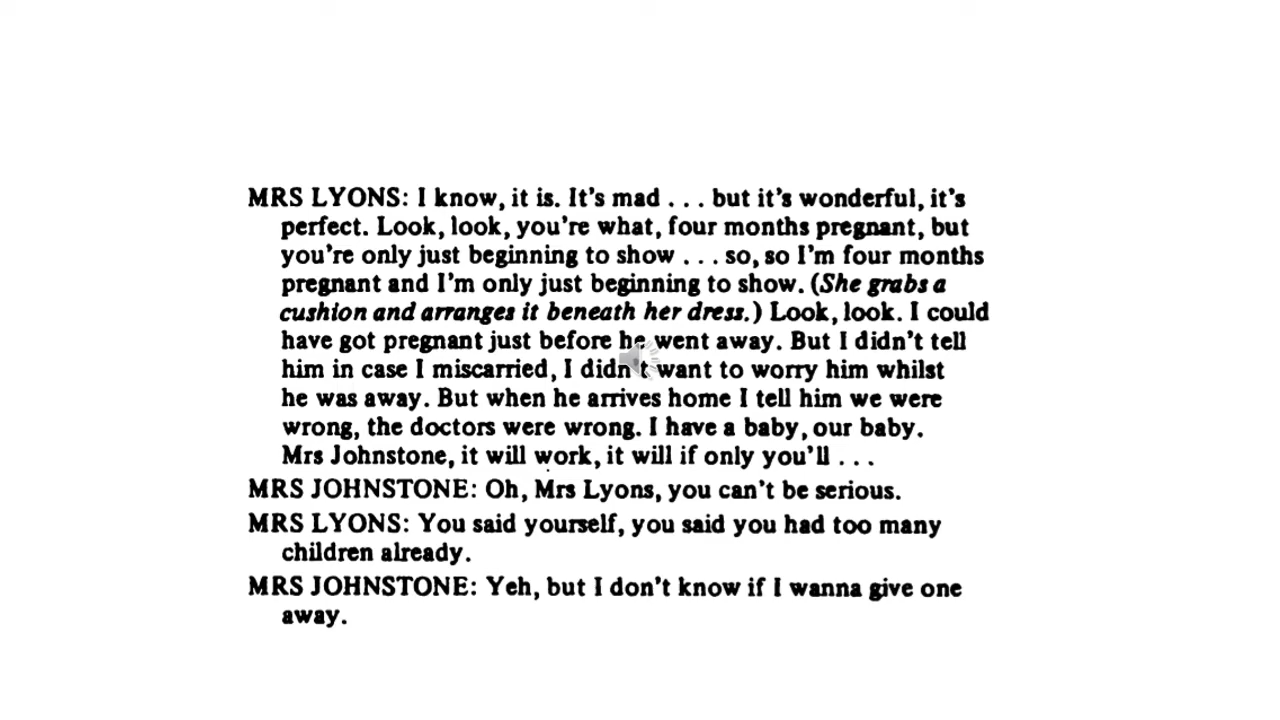 MRS LYONS: I know, it is. It's mad . . . but it's wonderful, it's
perfect. Look, look, you're what, four months pregnant, but
you're only just beginning to show . . . so, so I'm four months
pregnant and I'm only just beginning to show. (She grabs a
cushion and arranges it beneath her dress.) Look, look. I could
have got pregnant just before he went away. But I didn't tell
him in case I miscarried, I didn't want to worry him whilst
he was away. But when he arrives home I tell him we were
wrong, the doctors were wrong. I have a baby, our baby.
Mrs Johnstone, it will work, it will if only you'll . . .
MRS JOHNSTONE: Oh, Mrs Lyons, you can't be serious.
MRS LYONS: You said yourself, you said you had too many
children already.
MRS JOHNSTONE: Yeh, but I don't know if I wanna give one
away.